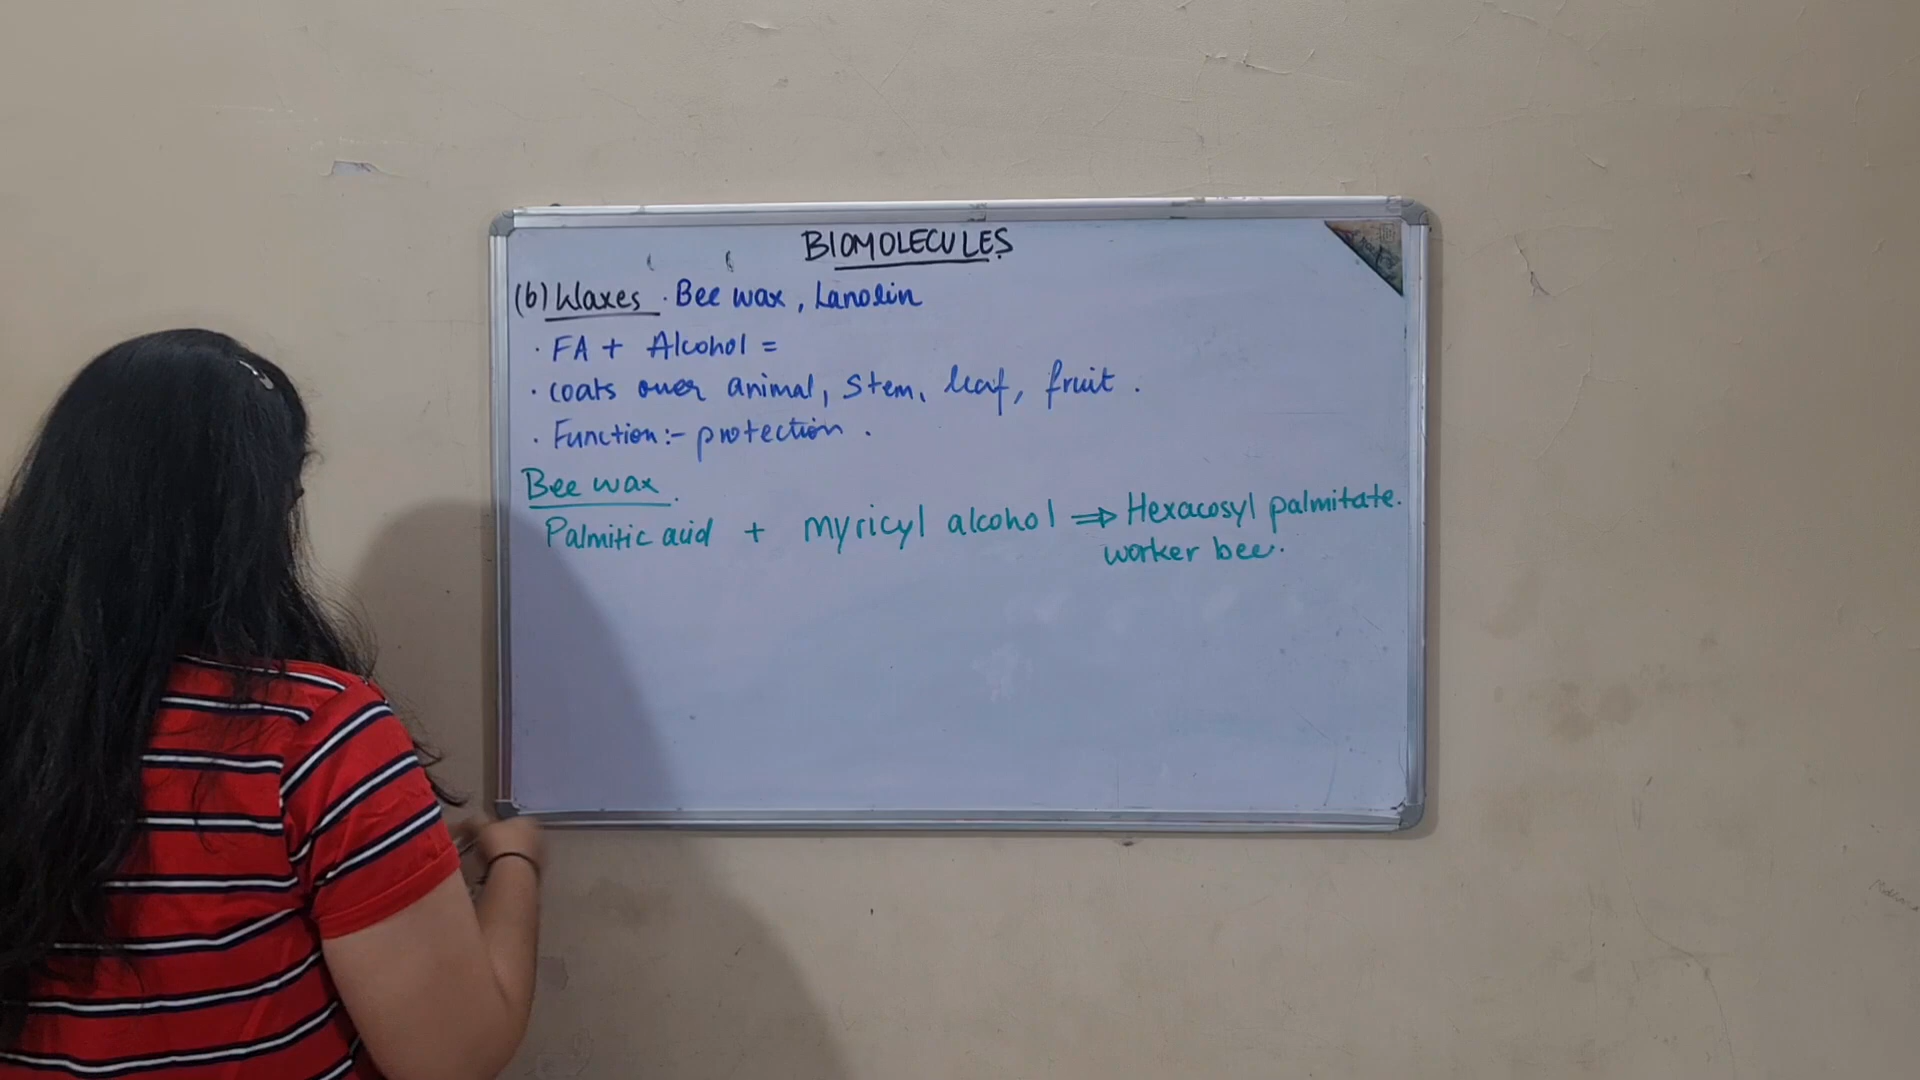 BIOMOLECULES
(b) Waxes . Bee wax, Lanolin
· FA + Alcohol =
· coats over animal, stem, leaf, fruit .
· Function:- protection .
Bee wax.
Palmitic acid + myricyl alcohol ⇒ Hexacosyl palmitate.
worker bee.